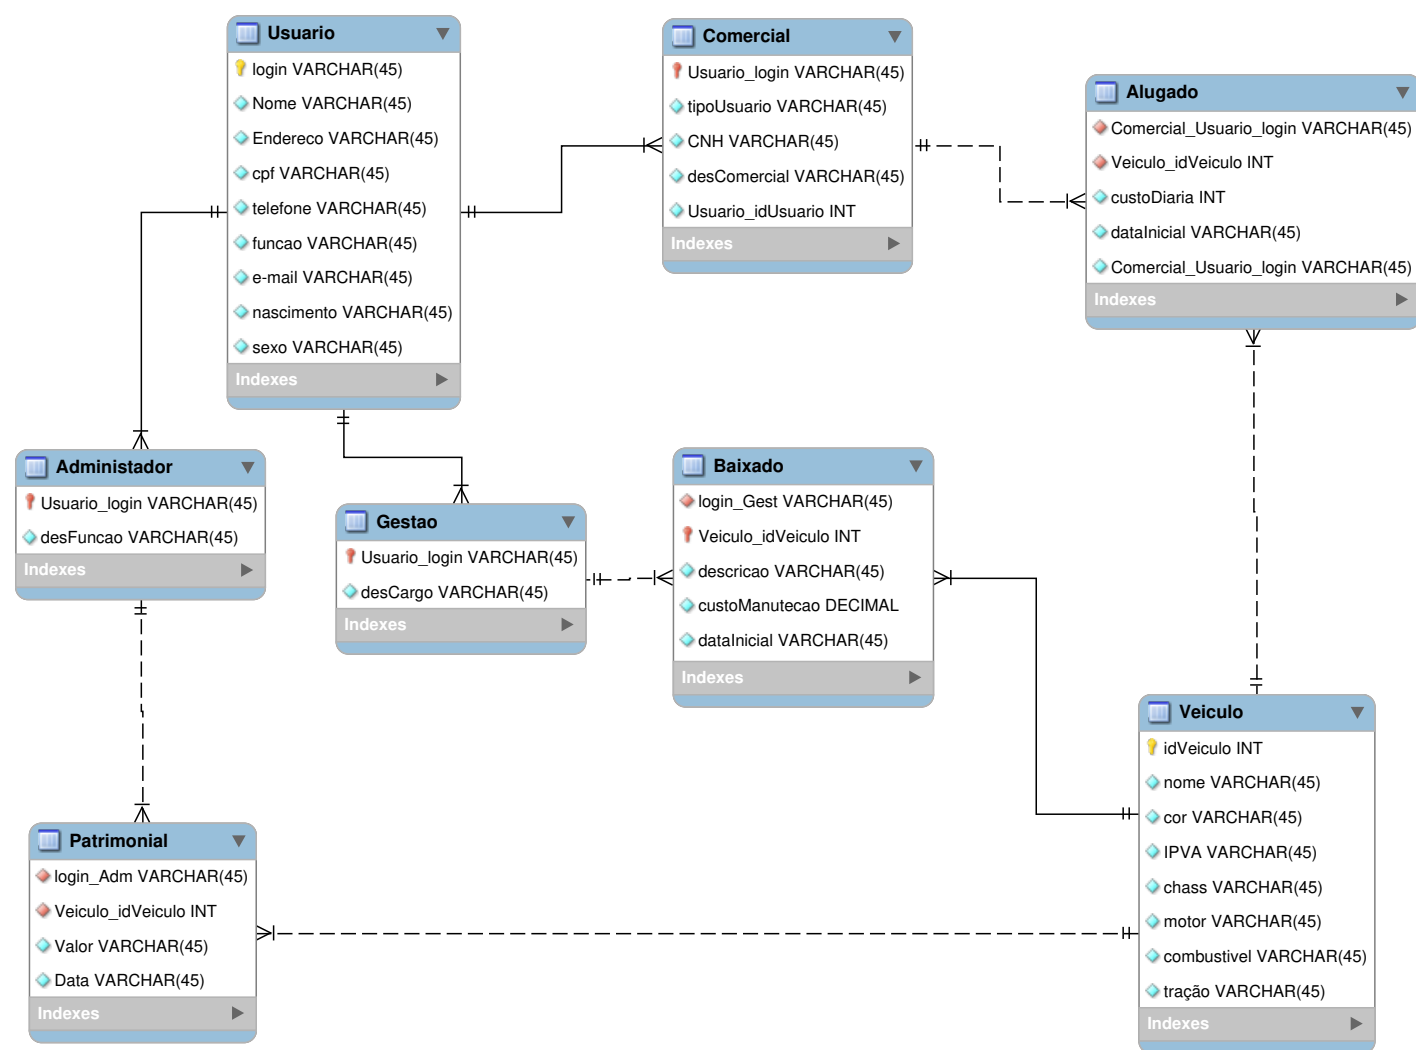 Usuario
login VARCHAR(45)
Nome VARCHAR(45)
Endereco VARCHAR(45)
cpf VARCHAR(45)
telefone VARCHAR(45)
funcao VARCHAR(45)
e-mail VARCHAR(45)
nascimento VARCHAR(45)
sexo VARCHAR(45)
Indexes
Comercial
Usuario_login VARCHAR(45)
tipoUsuario VARCHAR(45)
CNH VARCHAR(45)
desComercial VARCHAR(45)
Usuario_idUsuario INT
Indexes
Alugado
Comercial_Usuario_login VARCHAR(45)
Veiculo_idVeiculo INT
custoDiaria INT
dataInicial VARCHAR(45)
Comercial_Usuario_login VARCHAR(45)
Indexes
Administador
Usuario_login VARCHAR(45)
desFuncao VARCHAR(45)
Indexes
Gestao
Usuario_login VARCHAR(45)
desCargo VARCHAR(45)
Indexes
Baixado
login_Gest VARCHAR(45)
Veiculo_idVeiculo INT
descricao VARCHAR(45)
custoManutecao DECIMAL
dataInicial VARCHAR(45)
Indexes
Veiculo
idVeiculo INT
nome VARCHAR(45)
cor VARCHAR(45)
IPVA VARCHAR(45)
chass VARCHAR(45)
motor VARCHAR(45)
combustivel VARCHAR(45)
tração VARCHAR(45)
Indexes
Patrimonial
login_Adm VARCHAR(45)
Veiculo_idVeiculo INT
Valor VARCHAR(45)
Data VARCHAR(45)
Indexes